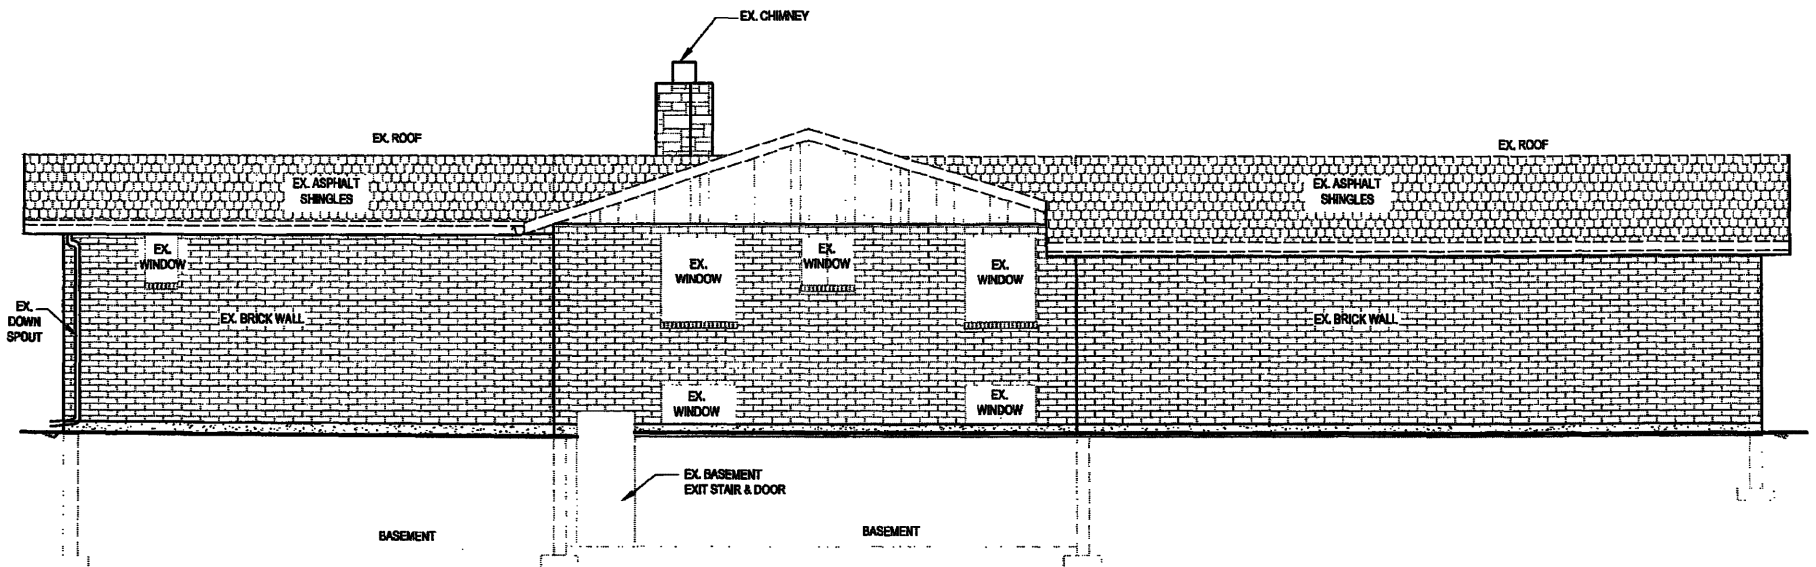 EX. CHIMNEY
EX. ROOF
EX. ROOF
EX. ASPHALT
SHINGLES
EX. ASPHALT
SHINGLES
EX.
WINDOW
EX.
WINDOW
EX.
WINDOW
EX.
WINDOW
EX.
DOWN
SPOUT
EX. BRICK WALL
EX. BRICK WALL
EX.
WINDOW
EX.
WINDOW
EX. BASEMENT
EXIT STAIR & DOOR
BASEMENT
BASEMENT